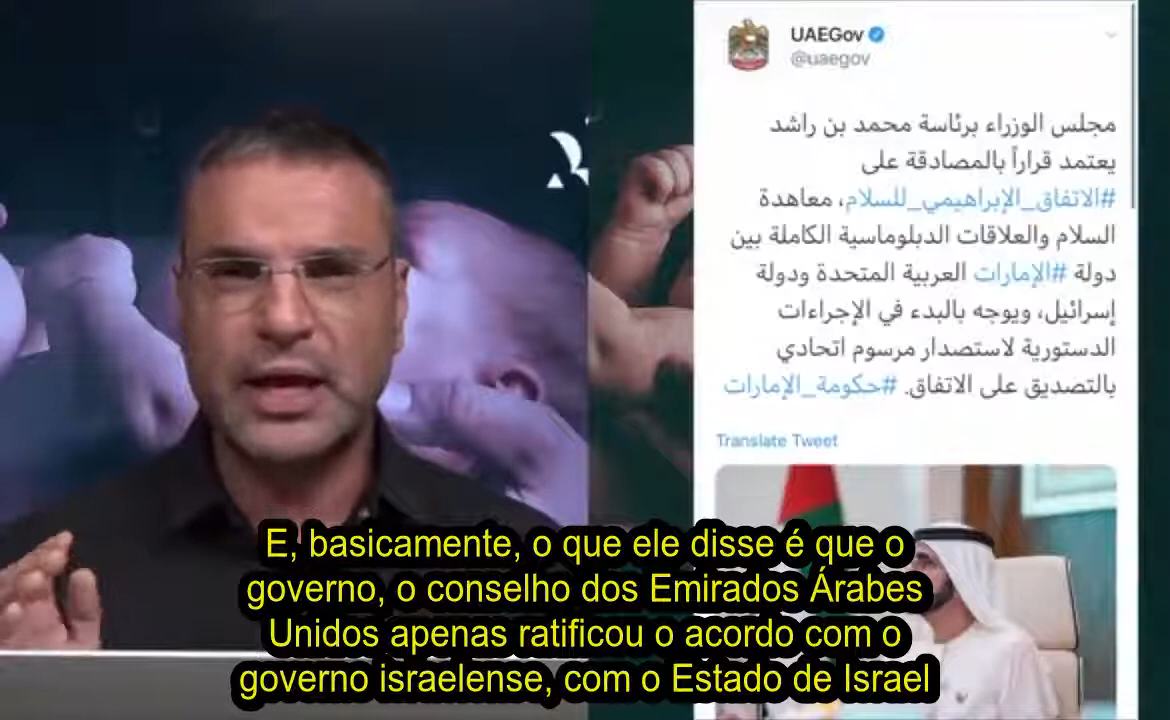 UAEGov
@uaegov
مجلس الوزراء برئاسة محمد بن راشد
يعتمد قراراً بالمصادقة على
#الاتفاق_الإبراهيمي_للسلام، معاهدة
السلام والعلاقات الدبلوماسية الكاملة بين
دولة #الإمارات العربية المتحدة ودولة
إسرائيل، ويوجه بالبدء في الإجراءات
الدستورية لاستصدار مرسوم اتحادي
بالتصديق على الاتفاق. #حكومة_الإمارات
Translate Tweet
E, basicamente, o que ele disse é que o
governo, o conselho dos Emirados Árabes
Unidos apenas ratificou o acordo com o
governo israelense, com o Estado de Israel